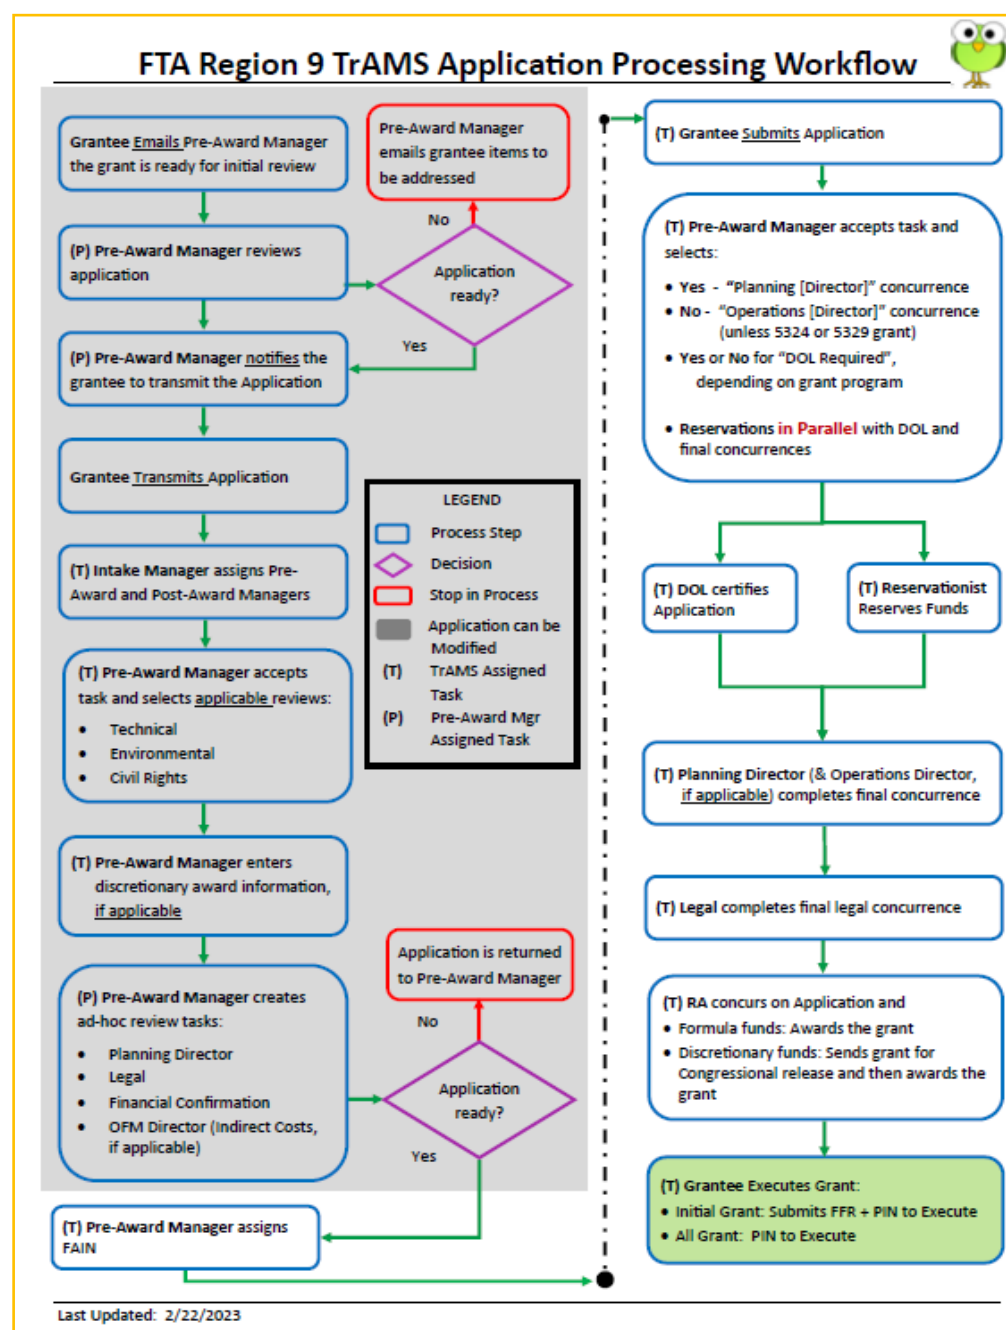 FTA Region 9 TrAMS Application Processing Workflow
Grantee Emails Pre-Award Manager
the grant is ready for initial review
(P) Pre-Award Manager reviews
application
Pre-Award Manager
emails grantee items to
be addressed
No
Application
ready?
Yes
(P) Pre-Award Manager notifies the
grantee to transmit the Application
Grantee Transmits Application
(T) Intake Manager assigns Pre-
Award and Post-Award Managers
(T) Pre-Award Manager accepts
task and selects applicable reviews:
• Technical
• Environmental
• Civil Rights
(T) Pre-Award Manager enters
discretionary award information,
if applicable
(P) Pre-Award Manager creates
ad-hoc review tasks:
• Planning Director
• Legal
• Financial Confirmation
• OFM Director (Indirect Costs,
if applicable)
Application is returned
to Pre-Award Manager
No
Application
ready?
Yes
(T) Pre-Award Manager assigns
FAIN
LEGEND
Process Step
Decision
Stop in Process
Application can be
Modified
(T) TrAMS Assigned
Task
(P) Pre-Award Mgr
Assigned Task
(T) Grantee Submits Application
(T) Pre-Award Manager accepts task and
selects:
• Yes - “Planning [Director]” concurrence
• No - “Operations [Director]” concurrence
(unless 5324 or 5329 grant)
• Yes or No for “DOL Required”,
depending on grant program
• Reservations in Parallel with DOL and
final concurrences
(T) DOL certifies
Application
(T) Reservationist
Reserves Funds
(T) Planning Director (& Operations Director,
if applicable) completes final concurrence
(T) Legal completes final legal concurrence
(T) RA concurs on Application and
• Formula funds: Awards the grant
• Discretionary funds: Sends grant for
Congressional release and then awards the
grant
(T) Grantee Executes Grant:
• Initial Grant: Submits FFR + PIN to Execute
• All Grant: PIN to Execute
Last Updated: 2/22/2023